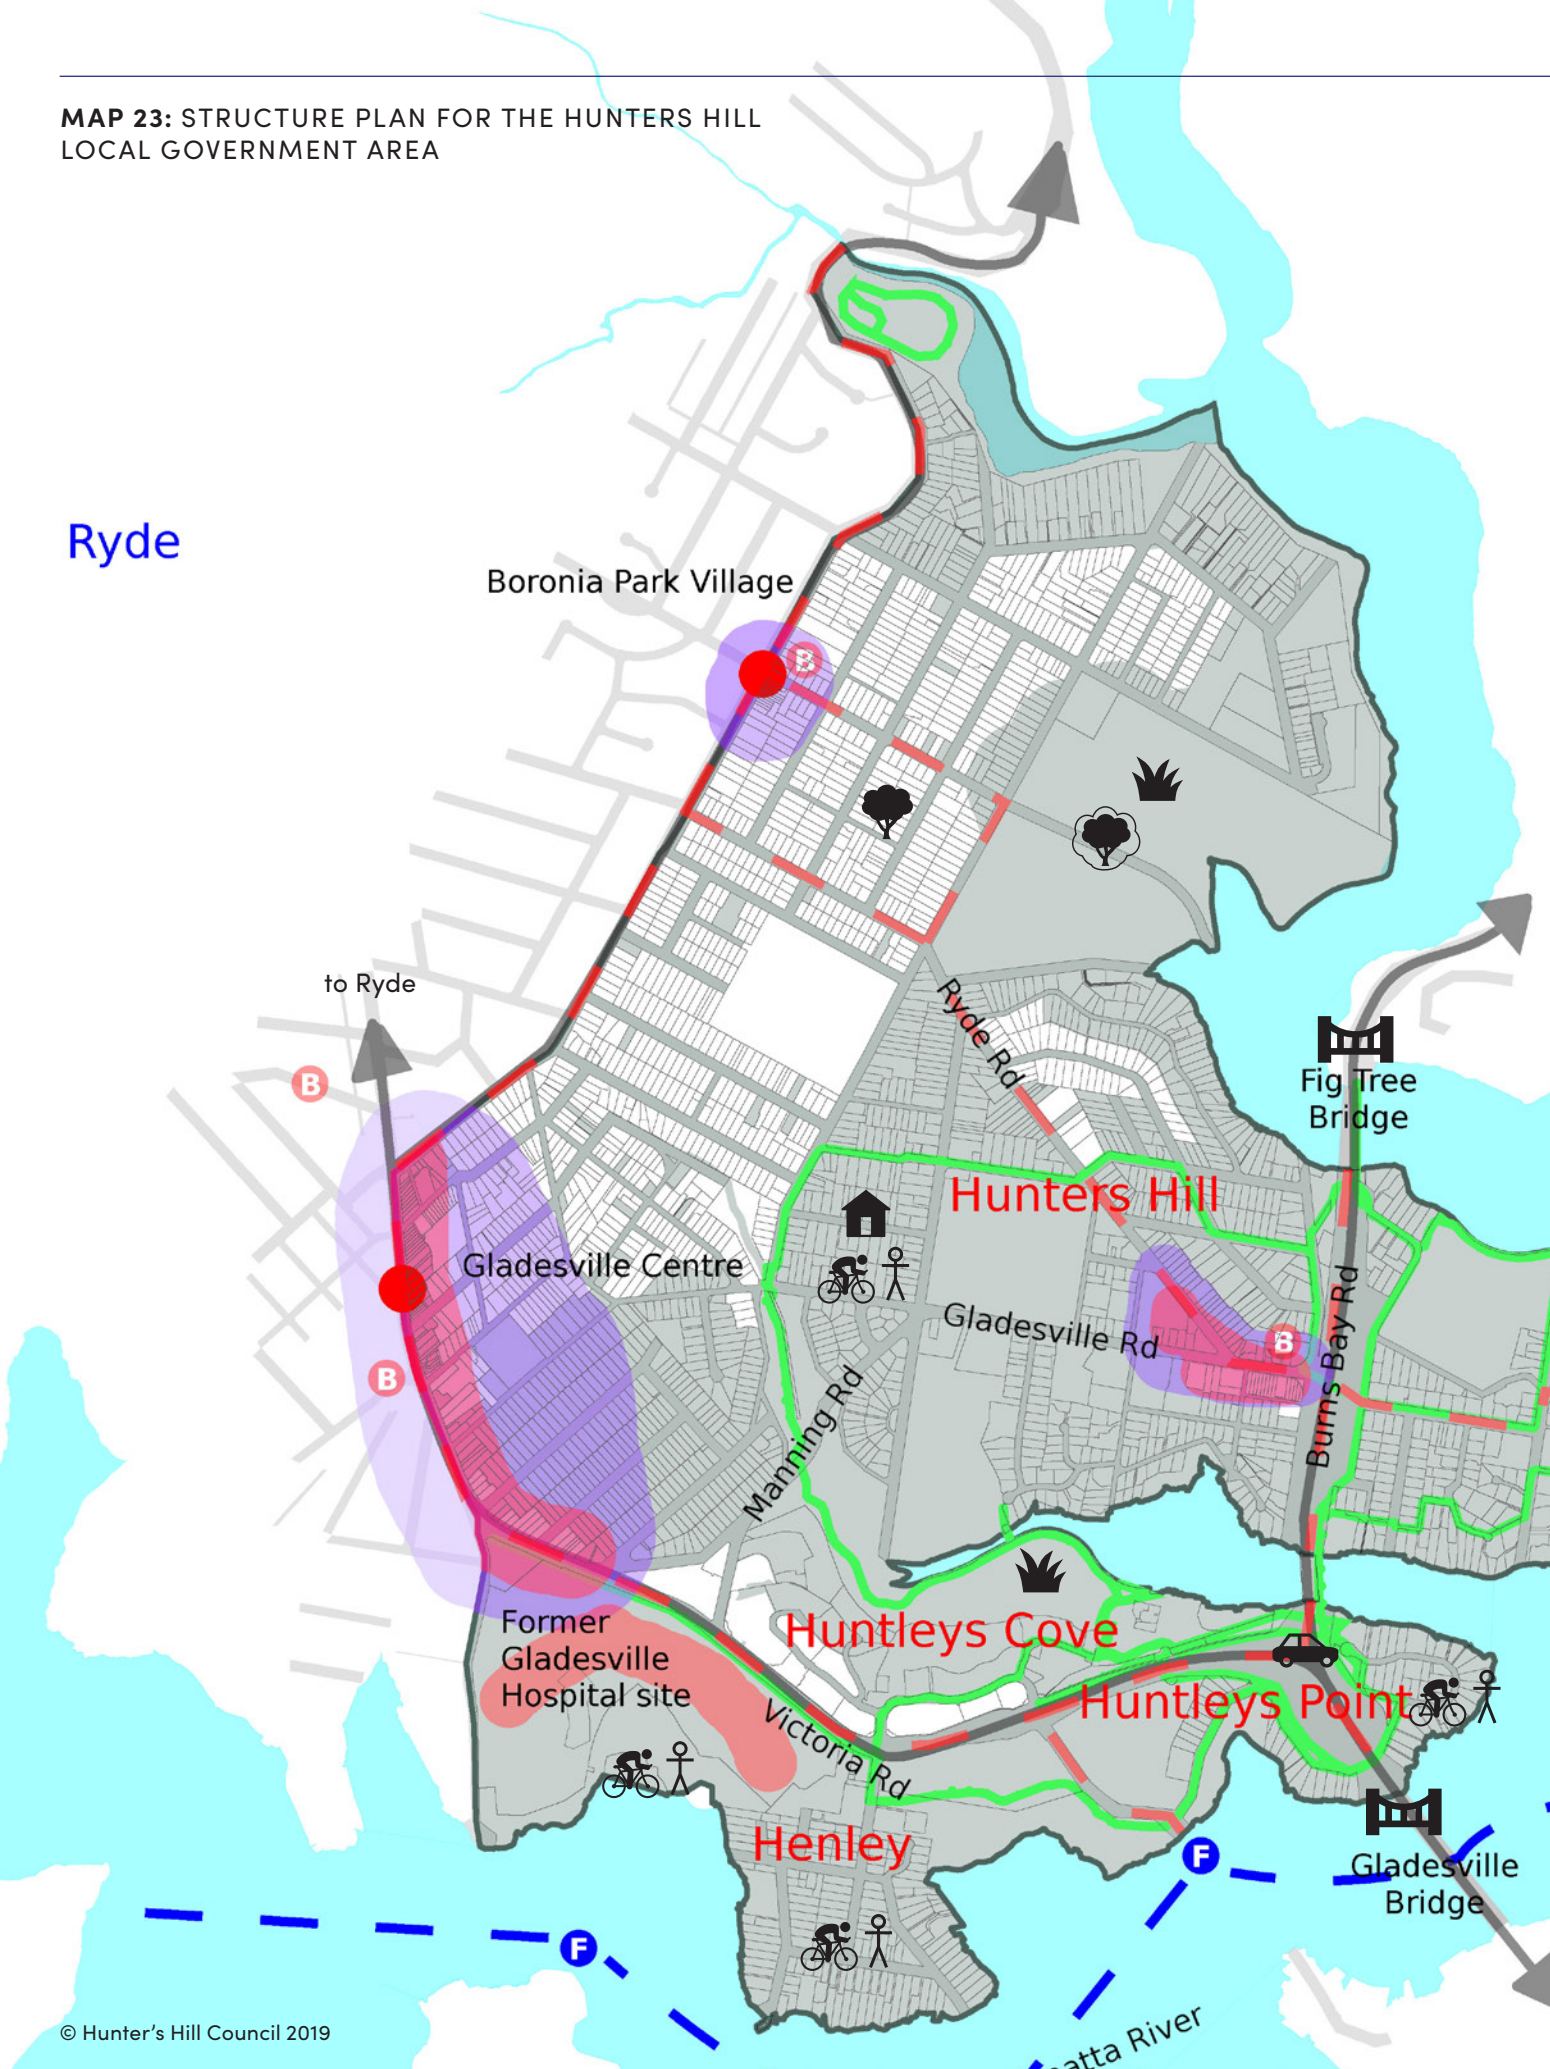 MAP 23: STRUCTURE PLAN FOR THE HUNTERS HILL
LOCAL GOVERNMENT AREA
Ryde
Boronia Park Village
B
to Ryde
Ryde Rd
B
Fig Tree
Bridge
Hunters Hill
Gladesville Centre
Gladesville Rd
B
B
Burns Bay Rd
Manning Rd
Former
Gladesville
Hospital site
Huntleys Cove
Huntleys Point
Victoria Rd
Henley
F
Gladesville
Bridge
F
atta River
© Hunter's Hill Council 2019